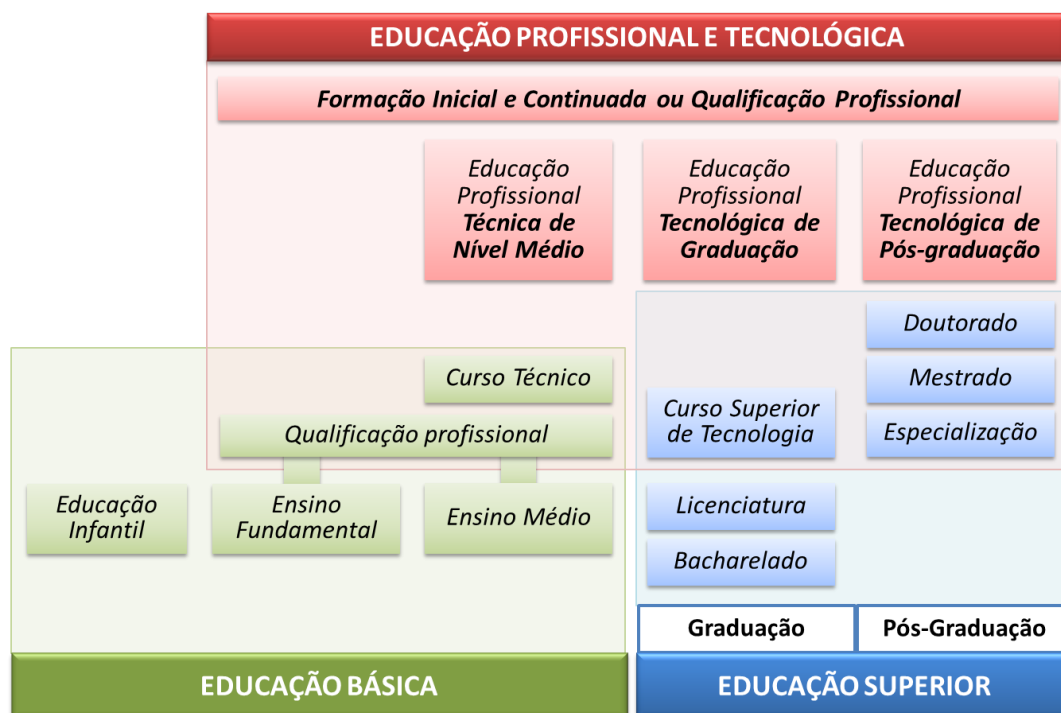 EDUCAÇÃO PROFISSIONAL E TECNOLÓGICA
Formação Inicial e Continuada ou Qualificação Profissional
Educação
Profissional
Técnica de
Nível Médio
Educação
Profissional
Tecnológica de
Graduação
Educação
Profissional
Tecnológica de
Pós-graduação
Doutorado
Curso Técnico
Mestrado
Curso Superior
de Tecnologia
Qualificação profissional
Especialização
Educação
Infantil
Ensino
Fundamental
Ensino Médio
Licenciatura
Bacharelado
Graduação
Pós-Graduação
EDUCAÇÃO BÁSICA
EDUCAÇÃO SUPERIOR